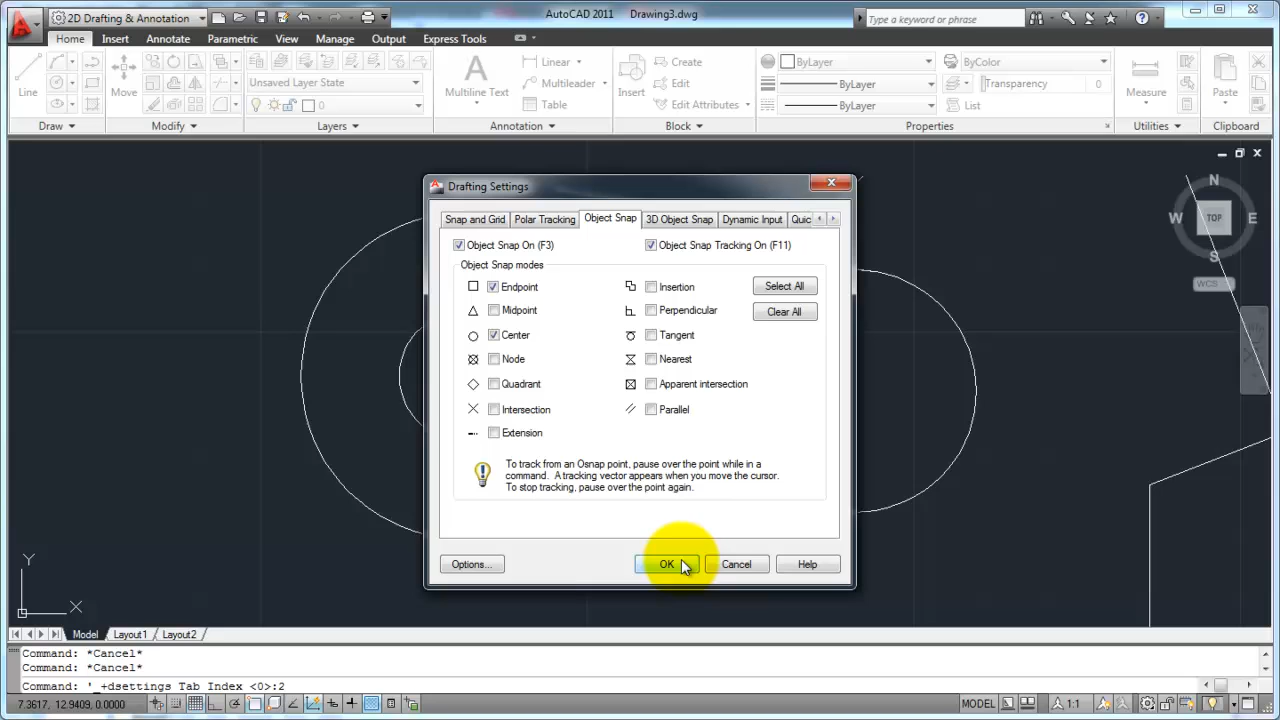 2D Drafting & Annotation
AutoCAD 2011 Drawing3.dwg
Type a keyword or phrase
Home Insert Annotate Parametric View Manage Output Express Tools
Line
Move
Unsaved Layer State
0
Multiline Text
Linear
Multileader
Table
Insert
Create
Edit
Edit Attributes
ByLayer
ByLayer
ByLayer
ByColor
Transparency 0
List
Measure
Paste
Draw Modify Layers Annotation Block Properties Utilities Clipboard
N
W TOP E
S
WCS
Drafting Settings
Snap and Grid Polar Tracking Object Snap 3D Object Snap Dynamic Input Quic
Object Snap On (F3) Object Snap Tracking On (F11)
Object Snap modes
Endpoint Insertion Select All
Midpoint Perpendicular Clear All
Center Tangent
Node Nearest
Quadrant Apparent intersection
Intersection Parallel
Extension
To track from an Osnap point, pause over the point while in a
command. A tracking vector appears when you move the cursor.
To stop tracking, pause over the point again.
Options... OK Cancel Help
Y
X
Model Layout1 Layout2
Command: *Cancel*
Command: *Cancel*
Command: '_+dsettings Tab Index <0>:2
7.3617, 12.9409, 0.0000 MODEL 1:1